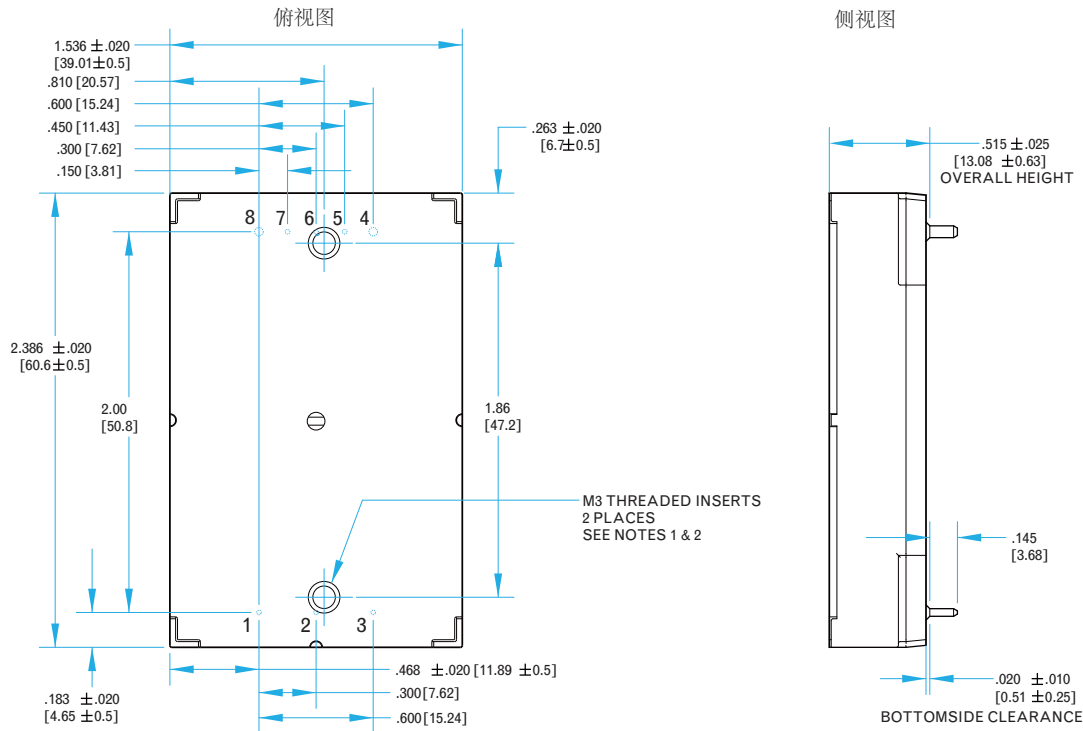 俯视图
侧视图
1.536 ±.020
[39.01±0.5]
.810 [20.57]
.600 [15.24]
.450 [11.43]
.300 [7.62]
.150 [3.81]
.263 ±.020
[6.7±0.5]
.515 ±.025
[13.08 ±0.63]
OVERALL HEIGHT
8 7 6 5 4
2.386 ±.020
[60.6±0.5]
2.00
[50.8]
1.86
[47.2]
M3 THREADED INSERTS
2 PLACES
SEE NOTES 1 & 2
.145
[3.68]
1 2 3
.468 ±.020 [11.89 ±0.5]
.300 [7.62]
.600 [15.24]
.183 ±.020
[4.65 ±0.5]
.020 ±.010
[0.51 ±0.25]
BOTTOMSIDE CLEARANCE